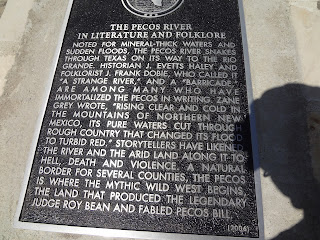 THE PECOS RIVER
IN LITERATURE AND FOLKLORE
NOTED FOR MINERAL-THICK WATERS AND
SUDDEN FLOODS, THE PECOS RIVER SNAKES
THROUGH TEXAS ON ITS WAY TO THE RIO
GRANDE. HISTORIAN J. EVETTS HALEY AND
FOLKLORIST J. FRANK DOBIE, WHO CALLED IT
"A STRANGE RIVER," AND A "BARRICADE,"
ARE AMONG MANY WHO HAVE
IMMORTALIZED THE PECOS IN WRITING. ZANE
GREY WROTE, "RISING CLEAR AND COLD IN
THE MOUNTAINS OF NORTHERN NEW
MEXICO, ITS PURE WATERS CUT THROUGH
ROUGH COUNTRY THAT CHANGED ITS FLOOD
TO TURBID RED." STORYTELLERS HAVE LIKENED
THE RIVER AND THE ARID LAND ALONG IT TO
HELL, DEATH AND VIOLENCE. A NATURAL
BORDER FOR SEVERAL COUNTIES, THE PECOS
IS WHERE THE MYTHIC WILD WEST BEGINS,
THE LAND THAT PRODUCED THE LEGENDARY
JUDGE ROY BEAN AND FABLED PECOS BILL.
(2004)